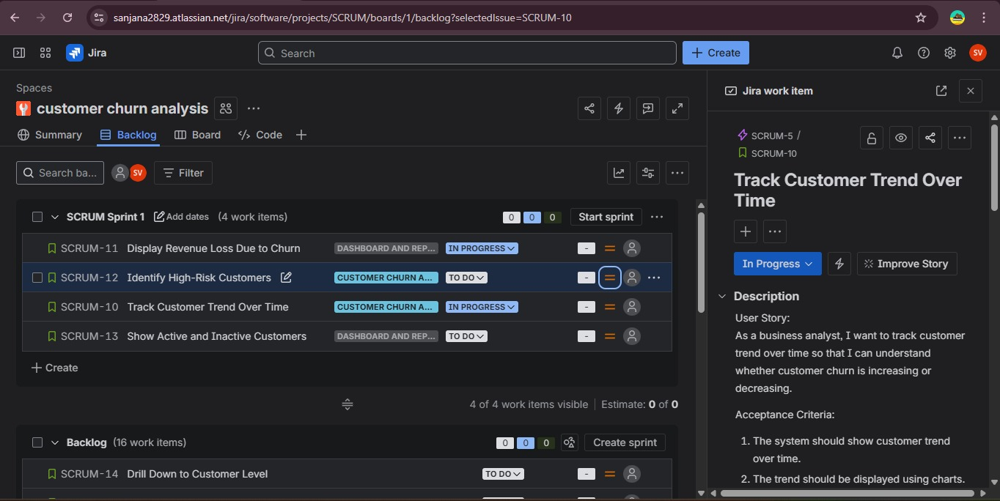 sanjana2829.atlassian.net/jira/software/projects/SCRUM/boards/1/backlog?selectedIssue=SCRUM-10
Jira
Search
Create
SV
Spaces
customer churn analysis
Summary
Backlog
Board
Code
Search ba...
SV
Filter
SCRUM Sprint 1
Add dates
(4 work items)
0 0 0
Start sprint
SCRUM-11 Display Revenue Loss Due to Churn DASHBOARD AND REP... IN PROGRESS -
SCRUM-12 Identify High-Risk Customers CUSTOMER CHURN A... TO DO -
SCRUM-10 Track Customer Trend Over Time CUSTOMER CHURN A... IN PROGRESS -
SCRUM-13 Show Active and Inactive Customers DASHBOARD AND REP... TO DO -
Create
4 of 4 work items visible Estimate: 0 of 0
Backlog (16 work items) 0 0 0 Create sprint
SCRUM-14 Drill Down to Customer Level TO DO -
Jira work item
SCRUM-5 /
SCRUM-10
Track Customer Trend Over
Time
In Progress
Improve Story
Description
User Story:
As a business analyst, I want to track customer
trend over time so that I can understand
whether customer churn is increasing or
decreasing.
Acceptance Criteria:
1. The system should show customer trend
over time.
2. The trend should be displayed using charts.